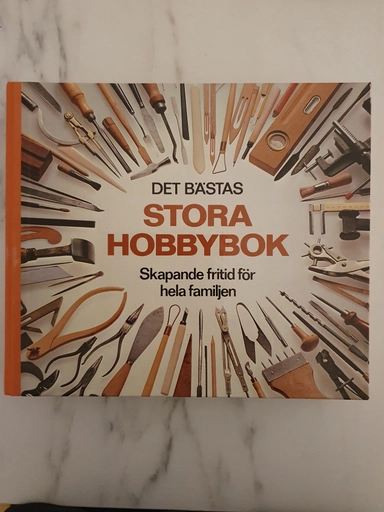 DET BÄSTAS
STORA
HOBBYBOK
Skapande fritid för
hela familjen